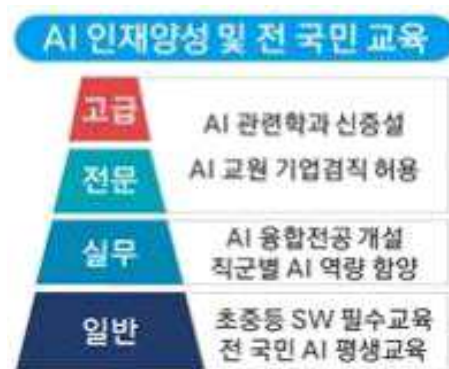 AI 인재양성 및 전 국민 교육
고급
AI 관련학과 신증설
전문
AI 교원 기업겸직 허용
실무
AI 융합전공 개설
직군별 AI 역량 함양
일반
초중등 SW 필수교육
전 국민 AI 평생교육